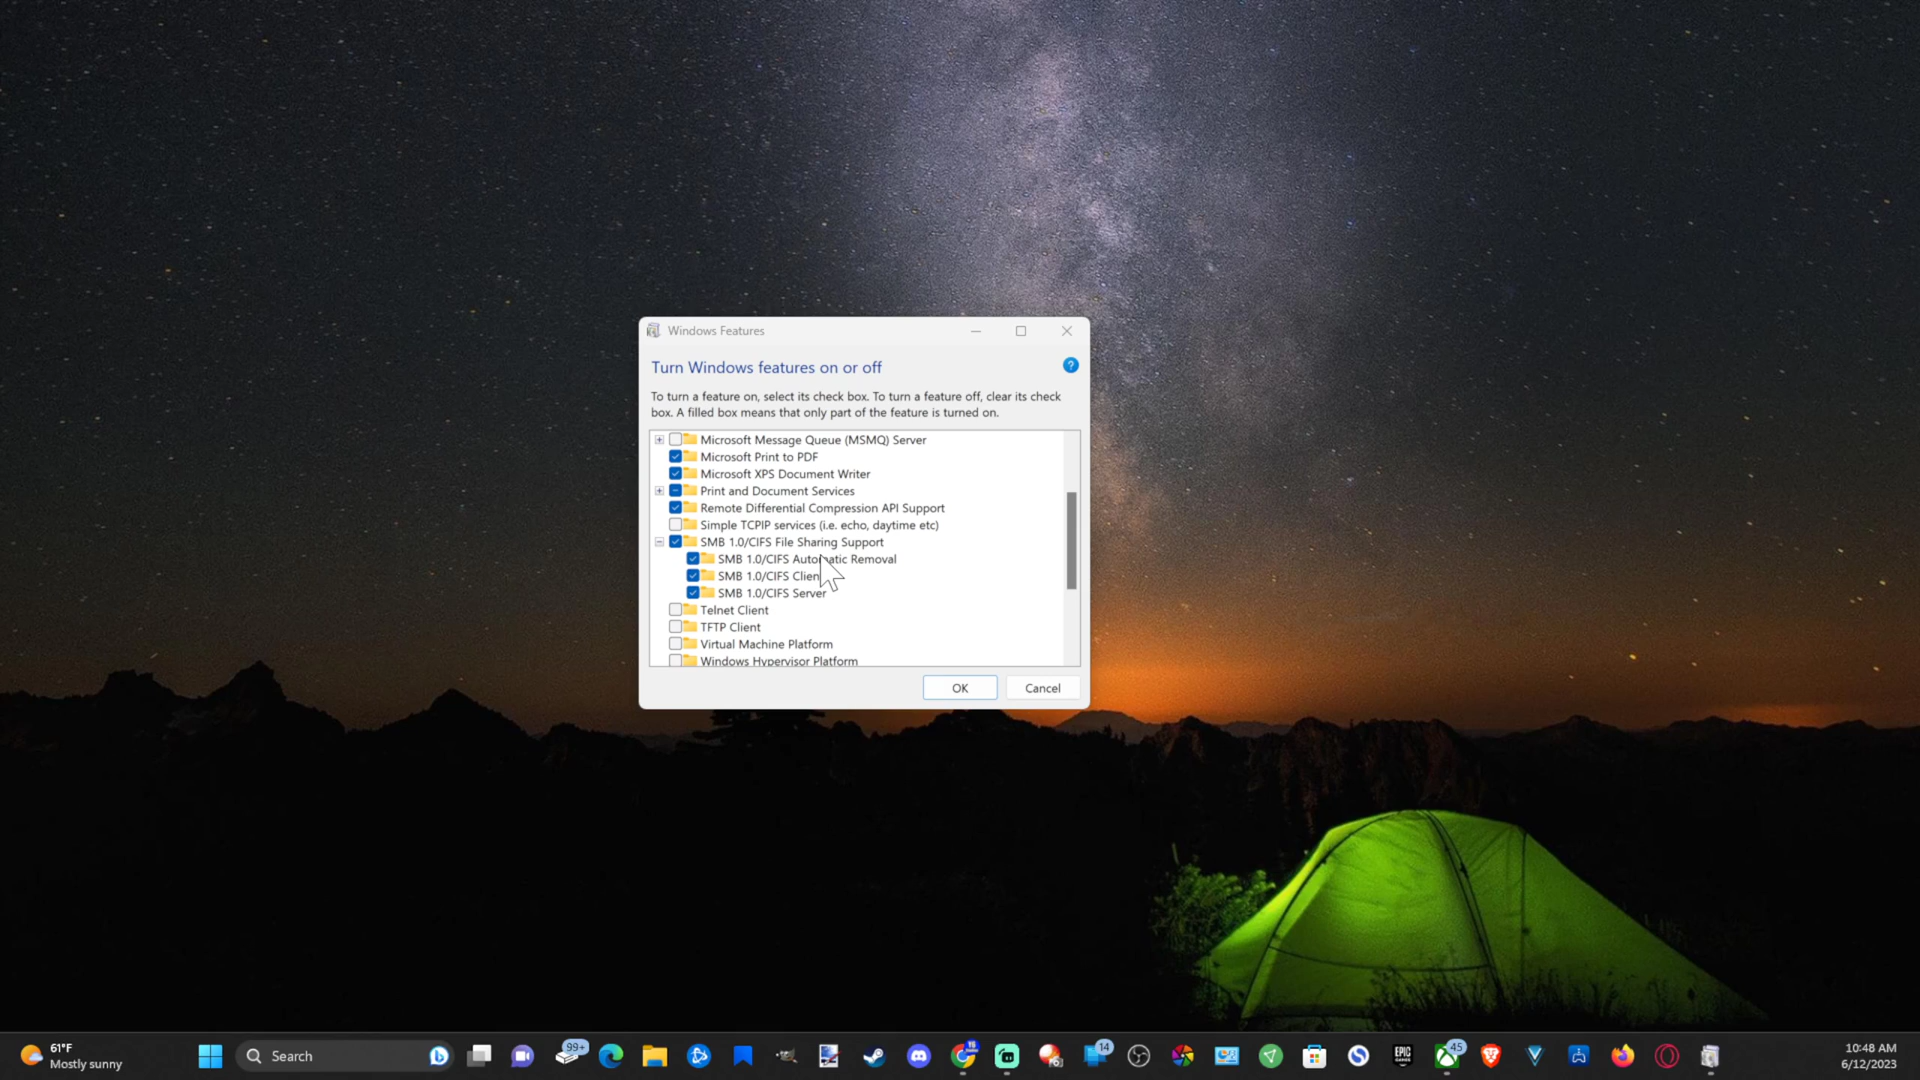 Windows Features
Turn Windows features on or off
?
To turn a feature on, select its check box. To turn a feature off, clear its check
box. A filled box means that only part of the feature is turned on.
Microsoft Message Queue (MSMQ) Server
Microsoft Print to PDF
Microsoft XPS Document Writer
Print and Document Services
Remote Differential Compression API Support
Simple TCPIP services (i.e. echo, daytime etc)
SMB 1.0/CIFS File Sharing Support
SMB 1.0/CIFS Automatic Removal
SMB 1.0/CIFS Client
SMB 1.0/CIFS Server
Telnet Client
TFTP Client
Virtual Machine Platform
Windows Hypervisor Platform
OK Cancel
61°F
Mostly sunny
Search
99+
14
EPIC
GAMES
45
10:48 AM
6/12/2023